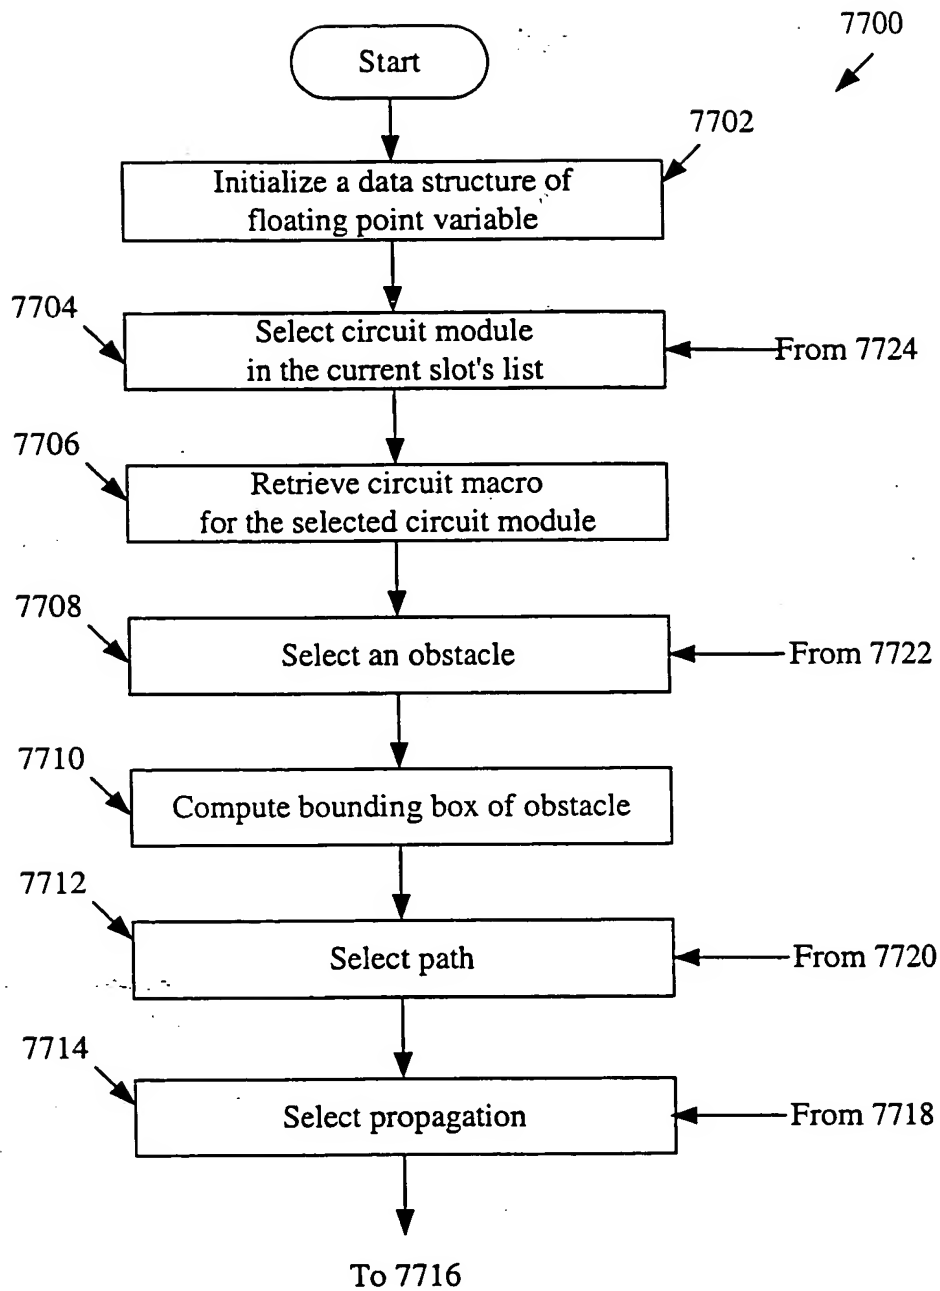 7700
Start
7702
Initialize a data structure of
floating point variable
7704
Select circuit module
in the current slot's list
From 7724
7706
Retrieve circuit macro
for the selected circuit module
7708
Select an obstacle
From 7722
7710
Compute bounding box of obstacle
7712
Select path
From 7720
7714
Select propagation
From 7718
To 7716